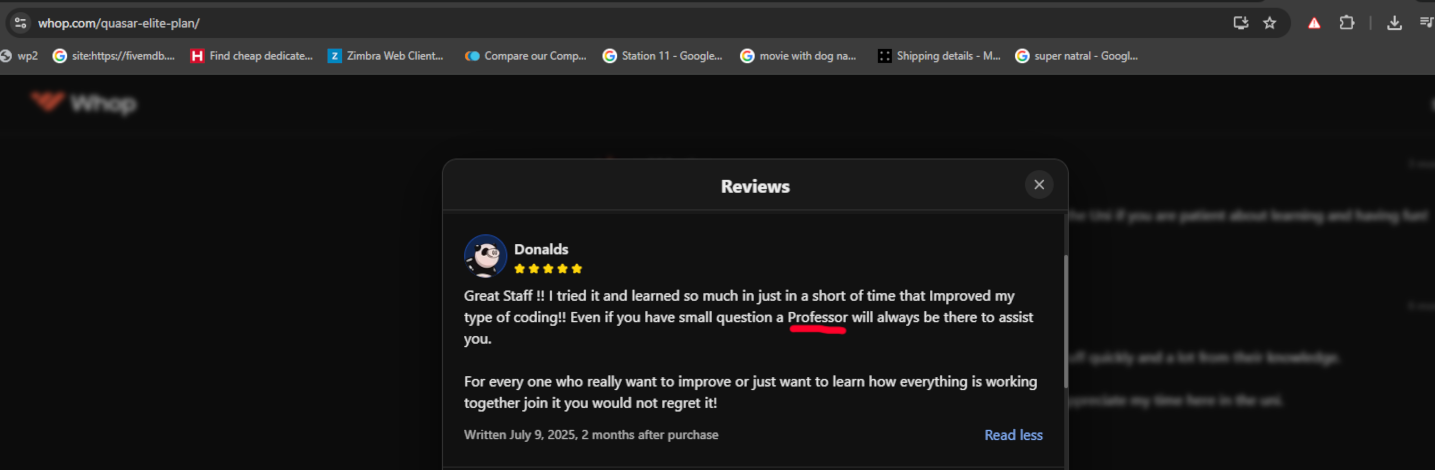 whop.com/quasar-elite-plan/
wp2
site:https://fivemdb....
Find cheap dedicate...
Zimbra Web Client...
Compare our Comp...
Station 11 - Google...
movie with dog na...
Shipping details - M...
super natral - Googl...
Whop
Reviews
the Uni if you are patient about learning and having fun!
Donalds
Great Staff !! I tried it and learned so much in just in a short of time that Improved my
type of coding!! Even if you have small question a Professor will always be there to assist
you.
quickly and a lot from their knowledge.
For every one who really want to improve or just want to learn how everything is working
together join it you would not regret it!
appreciate my time here in the uni.
Written July 9, 2025, 2 months after purchase
Read less